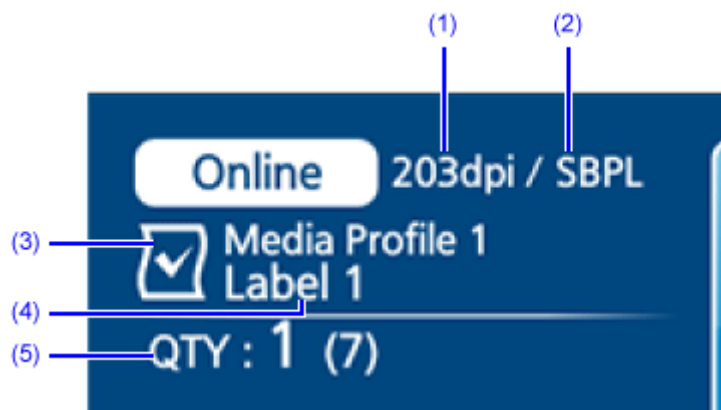 (1) (2)
Online 203dpi / SBPL
(3) Media Profile 1
(4) Label 1
(5) QTY : 1 (7)